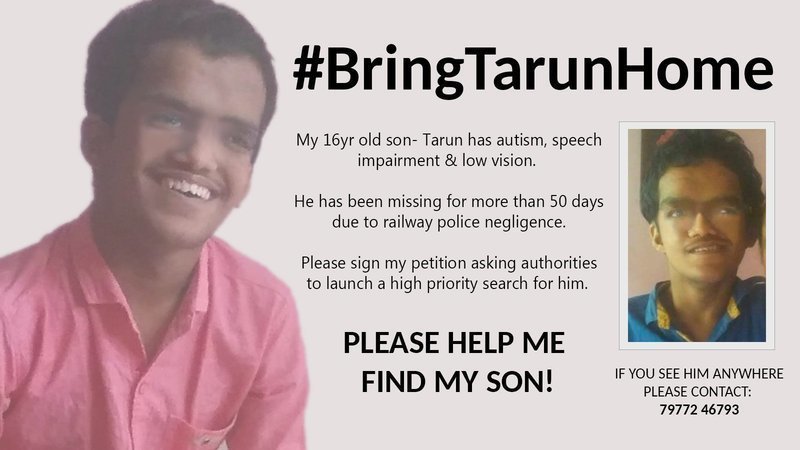 #BringTarunHome
My 16yr old son- Tarun has autism, speech
impairment & low vision.
He has been missing for more than 50 days
due to railway police negligence.
Please sign my petition asking authorities
to launch a high priority search for him.
PLEASE HELP ME
FIND MY SON!
IF YOU SEE HIM ANYWHERE
PLEASE CONTACT:
79772 46793